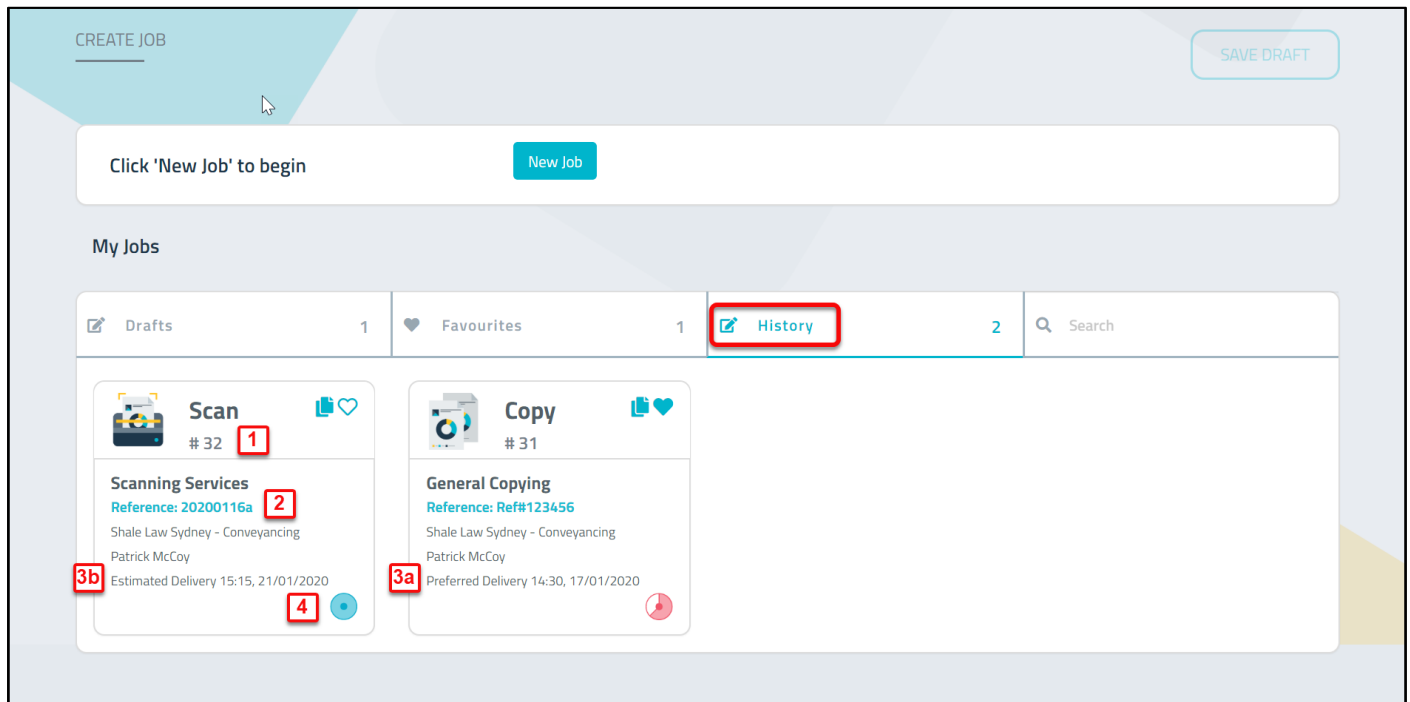 CREATE JOB
SAVE DRAFT
Click 'New Job' to begin
New Job
My Jobs
Drafts 1
Favourites 1
History 2
Search
Scan
# 32
1
Scanning Services
Reference: 20200116a
2
Shale Law Sydney - Conveyancing
Patrick McCoy
3b
Estimated Delivery 15:15, 21/01/2020
4
Copy
# 31
General Copying
Reference: Ref#123456
Shale Law Sydney - Conveyancing
Patrick McCoy
3a
Preferred Delivery 14:30, 17/01/2020